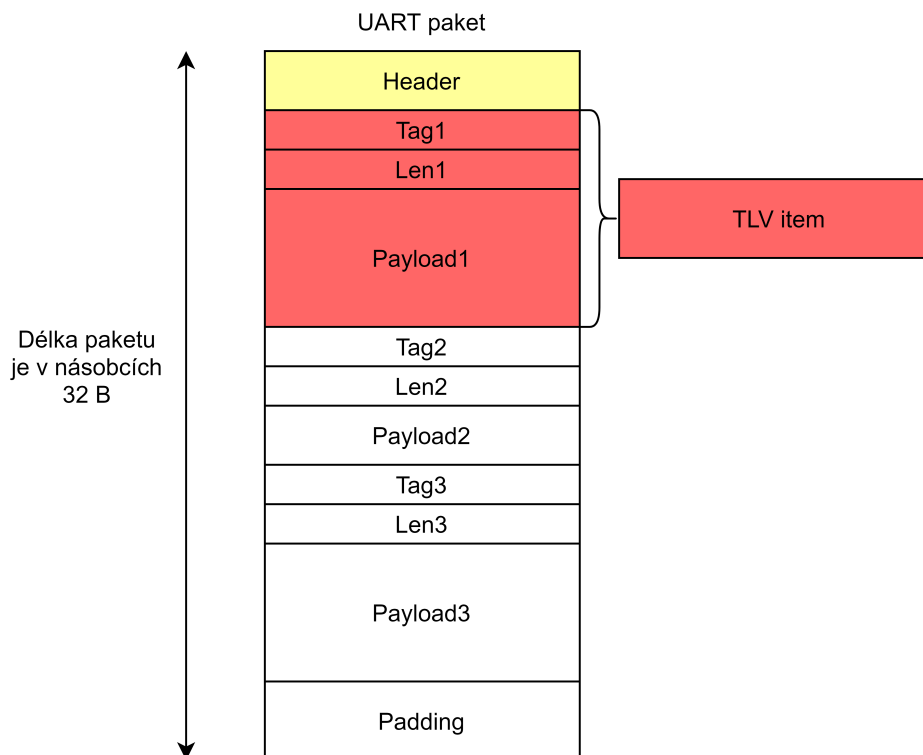 UART paket
Header
Tag1
Len1
Payload1
TLV item
Tag2
Len2
Payload2
Tag3
Len3
Payload3
Padding
Délka paketu
je v násobcích
32 B